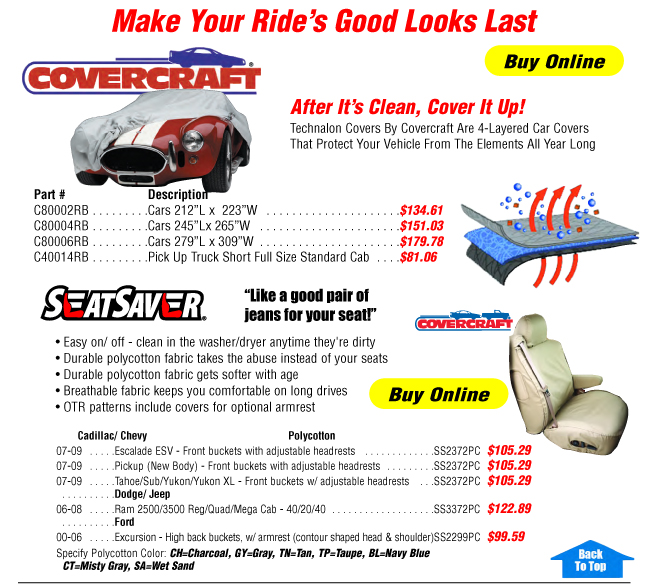 Make Your Ride's Good Looks Last
Buy Online
COVERCRAFT®
After It's Clean, Cover It Up!
Technalon Covers By Covercraft Are 4-Layered Car Covers
That Protect Your Vehicle From The Elements All Year Long
Part # Description
C80002RB . . . . . . . . .Cars 212"L x 223"W . . . . . . . . . . . . . . . . . . . . .$134.61
C80004RB . . . . . . . . .Cars 245"Lx 265"W . . . . . . . . . . . . . . . . . . . . .$151.03
C80006RB . . . . . . . . .Cars 279"L x 309"W . . . . . . . . . . . . . . . . . . . . .$179.78
C40014RB . . . . . . . . .Pick Up Truck Short Full Size Standard Cab . . . .$81.06
SEATSAVER®
"Like a good pair of
jeans for your seat!"
COVERCRAFT
• Easy on/ off - clean in the washer/dryer anytime they're dirty
• Durable polycotton fabric takes the abuse instead of your seats
• Durable polycotton fabric gets softer with age
• Breathable fabric keeps you comfortable on long drives
• OTR patterns include covers for optional armrest
Buy Online
Cadillac/ Chevy Polycotton
07-09 . . . . .Escalade ESV - Front buckets with adjustable headrests . . . . . . . . . . . . .SS2372PC $105.29
07-09 . . . . .Pickup (New Body) - Front buckets with adjustable headrests . . . . . . . . .SS2372PC $105.29
07-09 . . . . .Tahoe/Sub/Yukon/Yukon XL - Front buckets w/ adjustable headrests . . .SS2372PC $105.29
. . . . . . . . . .Dodge/ Jeep
06-08 . . . . .Ram 2500/3500 Reg/Quad/Mega Cab - 40/20/40 . . . . . . . . . . . . . . . . . . .SS3372PC $122.89
. . . . . . . . . .Ford
00-06 . . . . .Excursion - High back buckets, w/ armrest (contour shaped head & shoulder)SS2299PC $99.59
Specify Polycotton Color: CH=Charcoal, GY=Gray, TN=Tan, TP=Taupe, BL=Navy Blue
CT=Misty Gray, SA=Wet Sand
Back
To Top